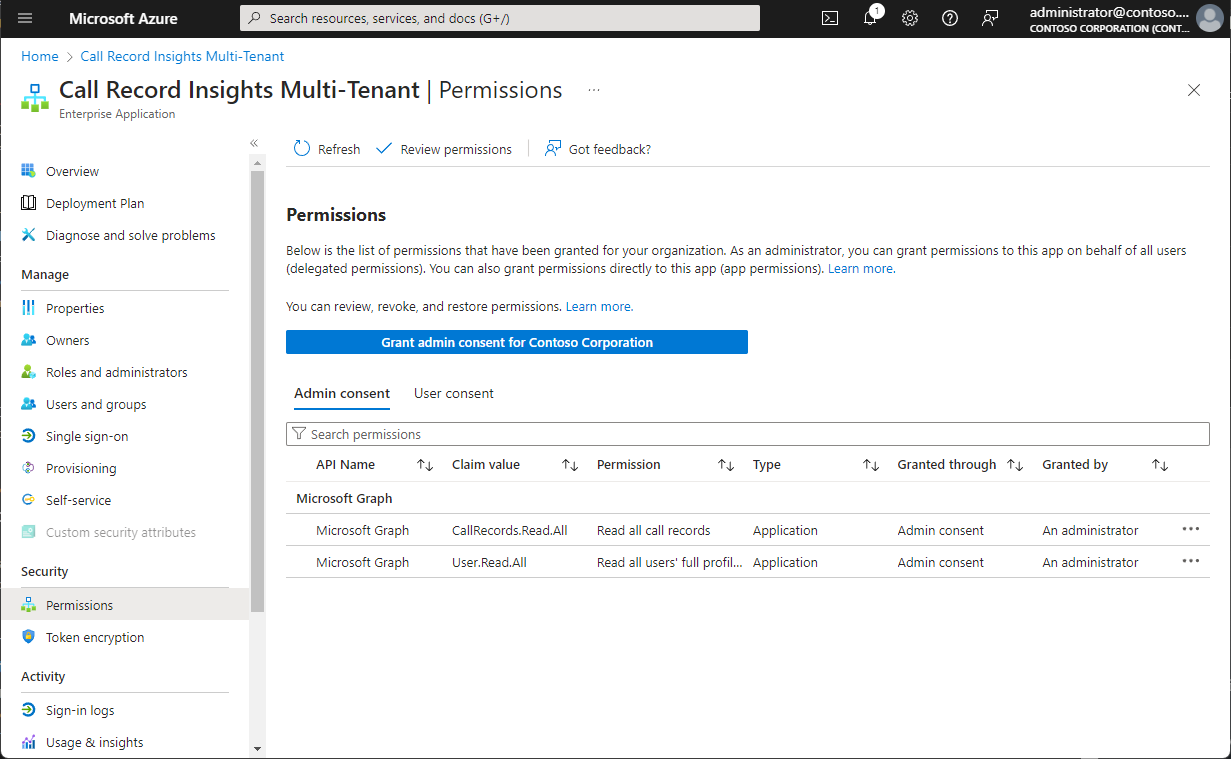 Microsoft Azure
Search resources, services, and docs (G+/)
1
administrator@contoso....
CONTOSO CORPORATION (CONT...
Home > Call Record Insights Multi-Tenant
Call Record Insights Multi-Tenant | Permissions ...
Enterprise Application
Overview
Deployment Plan
Diagnose and solve problems
Manage
Properties
Owners
Roles and administrators
Users and groups
Single sign-on
Provisioning
Self-service
Custom security attributes
Security
Permissions
Token encryption
Activity
Sign-in logs
Usage & insights
Refresh Review permissions Got feedback?
Permissions
Below is the list of permissions that have been granted for your organization. As an administrator, you can grant permissions to this app on behalf of all users
(delegated permissions). You can also grant permissions directly to this app (app permissions). Learn more.
You can review, revoke, and restore permissions. Learn more.
Grant admin consent for Contoso Corporation
Admin consent User consent
Search permissions
API Name Claim value Permission Type Granted through Granted by
Microsoft Graph
Microsoft Graph CallRecords.Read.All Read all call records Application Admin consent An administrator
Microsoft Graph User.Read.All Read all users' full profil... Application Admin consent An administrator